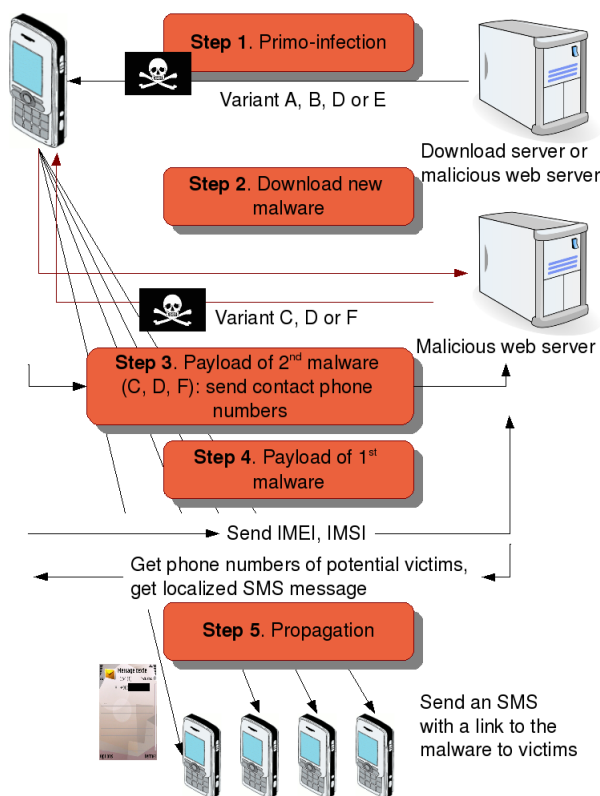 Step 1. Primo-infection
Variant A, B, D or E
Download server or
malicious web server
Step 2. Download new
malware
Variant C, D or F
Malicious web server
Step 3. Payload of 2nd malware
(C, D, F): send contact phone
numbers
Step 4. Payload of 1st
malware
Send IMEI, IMSI
Get phone numbers of potential victims,
get localized SMS message
Step 5. Propagation
Message texte
Send an SMS
with a link to the
malware to victims